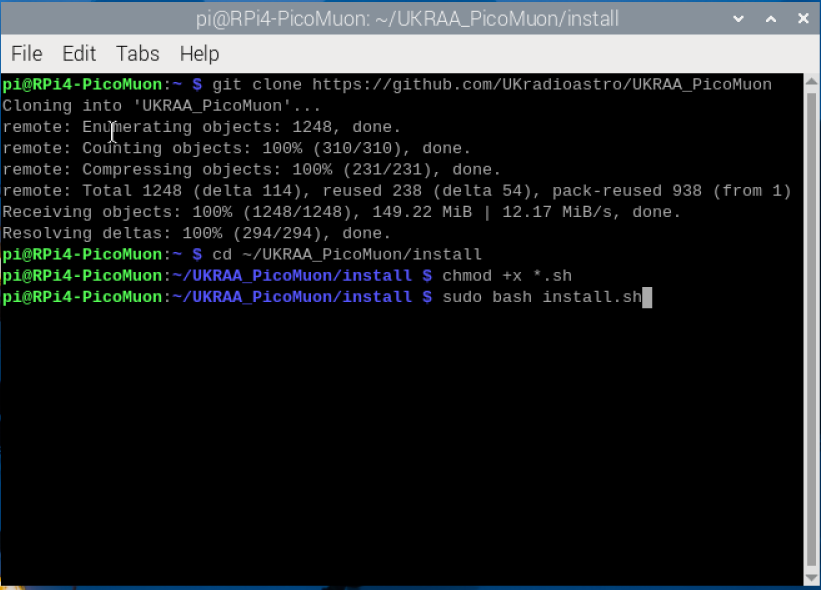 pi@RPi4-PicoMuon: ~/UKRAA_PicoMuon/install
File Edit Tabs Help
pi@RPi4-PicoMuon:~ $ git clone https://github.com/UKradioastro/UKRAA_PicoMuon
Cloning into 'UKRAA_PicoMuon'...
remote: Enumerating objects: 1248, done.
remote: Counting objects: 100% (310/310), done.
remote: Compressing objects: 100% (231/231), done.
remote: Total 1248 (delta 114), reused 238 (delta 54), pack-reused 938 (from 1)
Receiving objects: 100% (1248/1248), 149.22 MiB | 12.17 MiB/s, done.
Resolving deltas: 100% (294/294), done.
pi@RPi4-PicoMuon:~ $ cd ~/UKRAA_PicoMuon/install
pi@RPi4-PicoMuon:~/UKRAA_PicoMuon/install $ chmod +x *.sh
pi@RPi4-PicoMuon:~/UKRAA_PicoMuon/install $ sudo bash install.sh